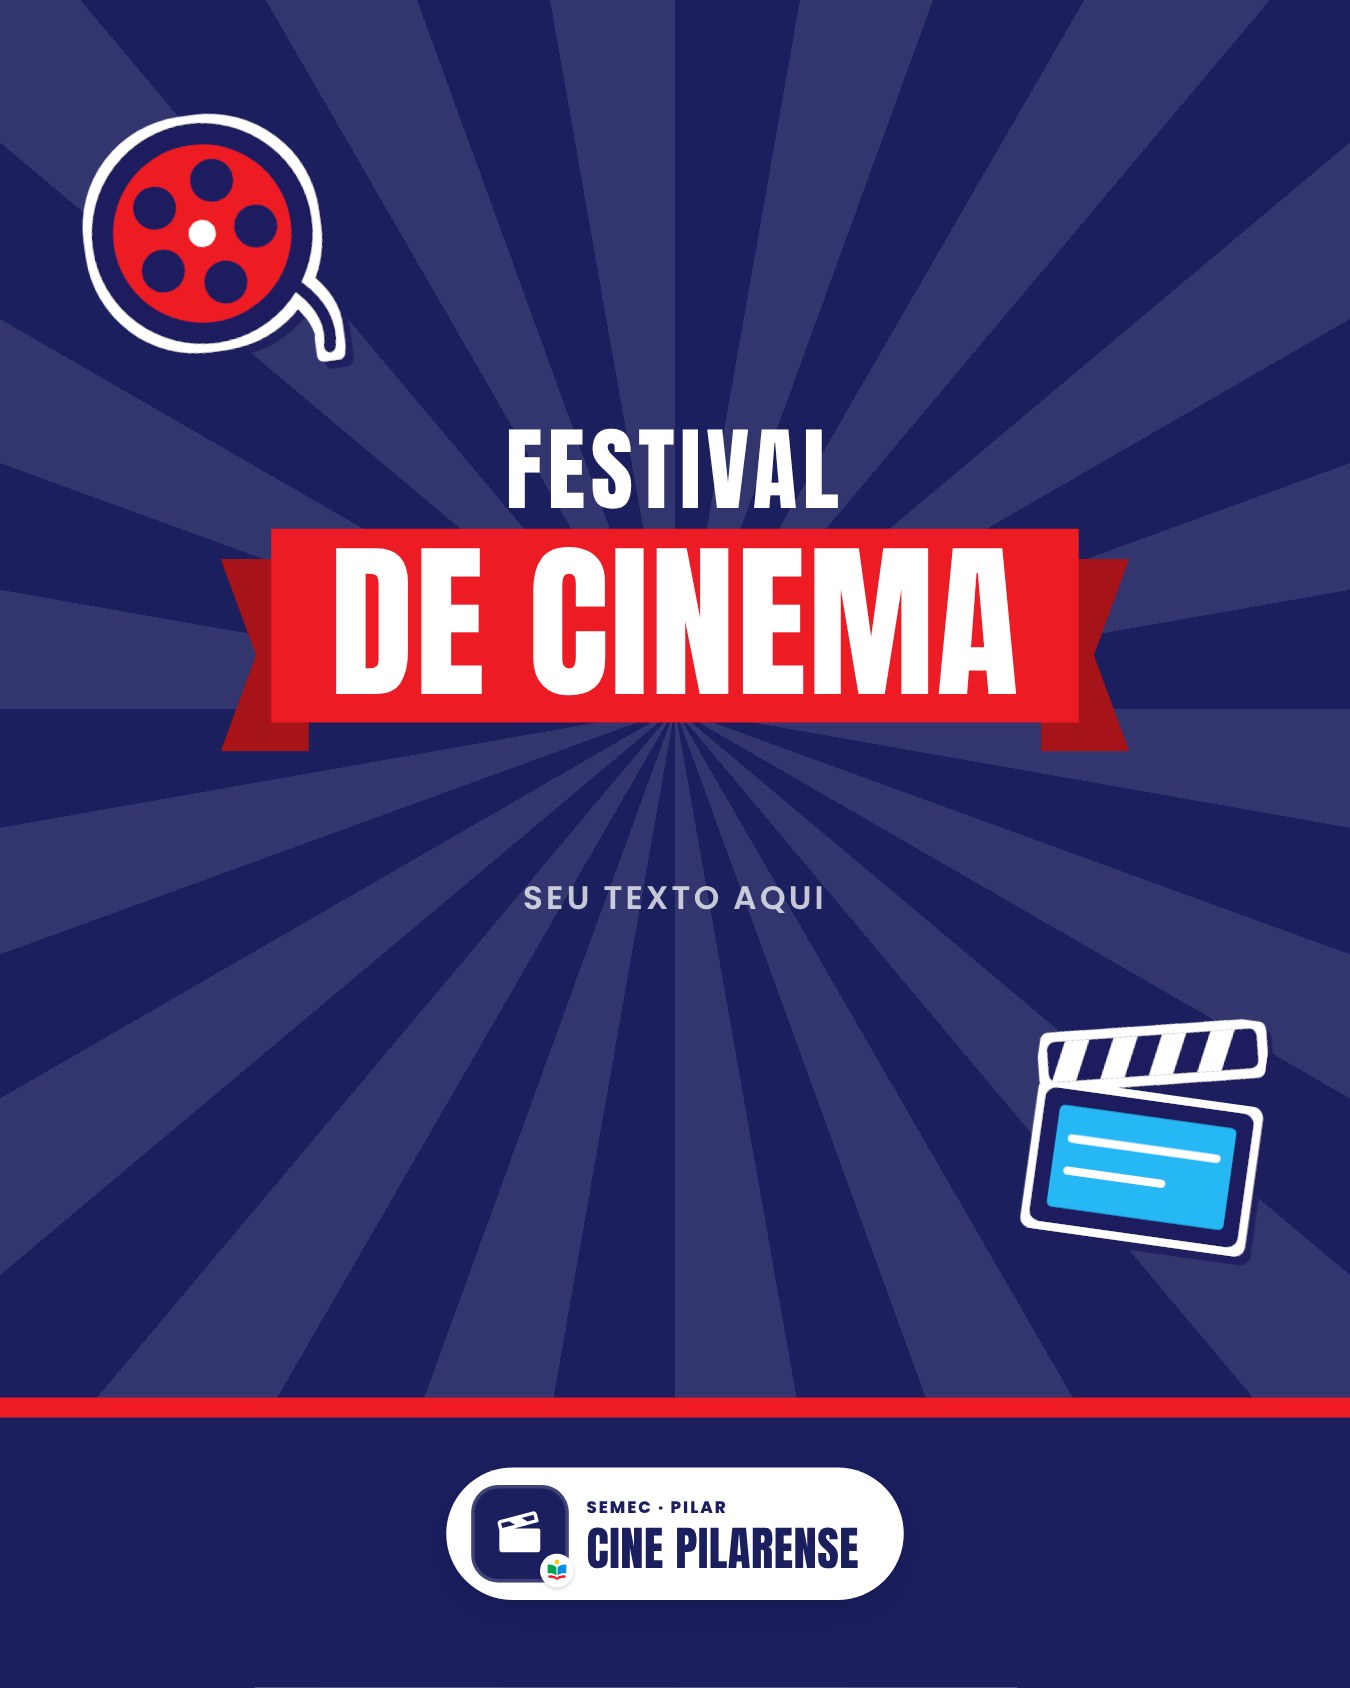 FESTIVAL
DE CINEMA
SEU TEXTO AQUI
SEMEC · PILAR
CINE PILARENSE